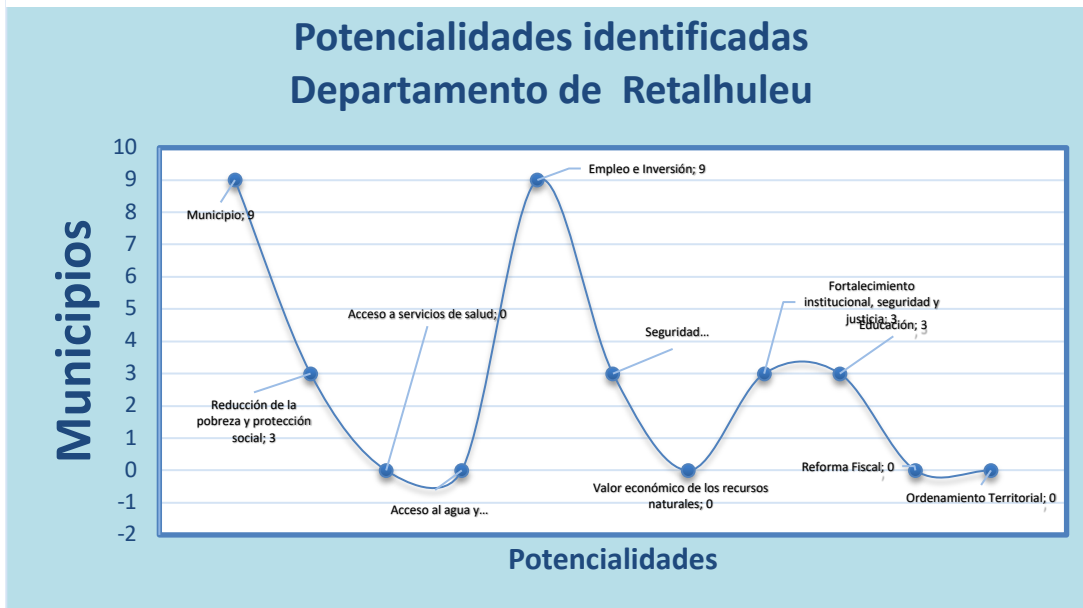 Potencialidades identificadas
Departamento de Retalhuleu
10
9
8
7
6
5
4
3
2
1
0
-1
-2
Municipios
Municipio; 9
Reducción de la
pobreza y protección
social; 3
Acceso a servicios de salud; 0
Acceso al agua y...
Empleo e Inversión; 9
Seguridad...
Valor económico de los recursos
naturales; 0
Fortalecimiento
institucional, seguridad y
justicia; 3
Educación; 3
Reforma Fiscal; 0
Ordenamiento Territorial; 0
Potencialidades